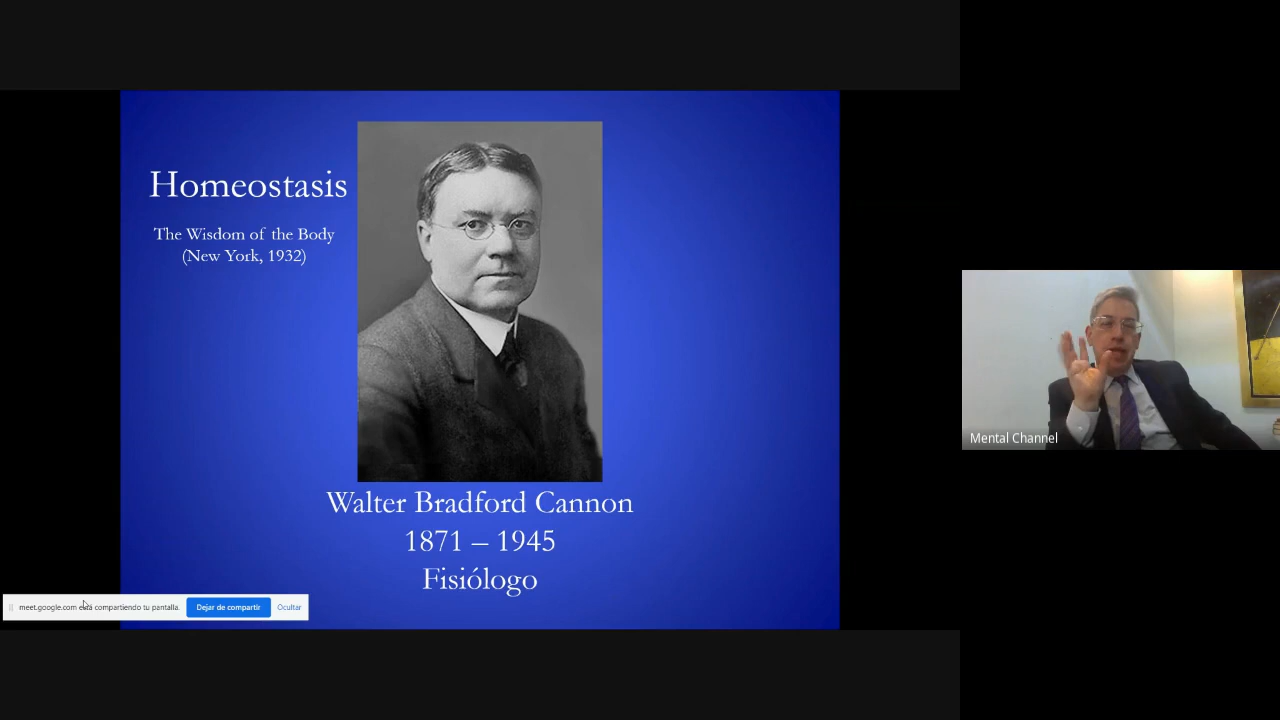 Homeostasis
The Wisdom of the Body
(New York, 1932)
Walter Bradford Cannon
1871 – 1945
Fisiólogo
meet.google.com está compartiendo tu pantalla.
Dejar de compartir
Ocultar
Mental Channel